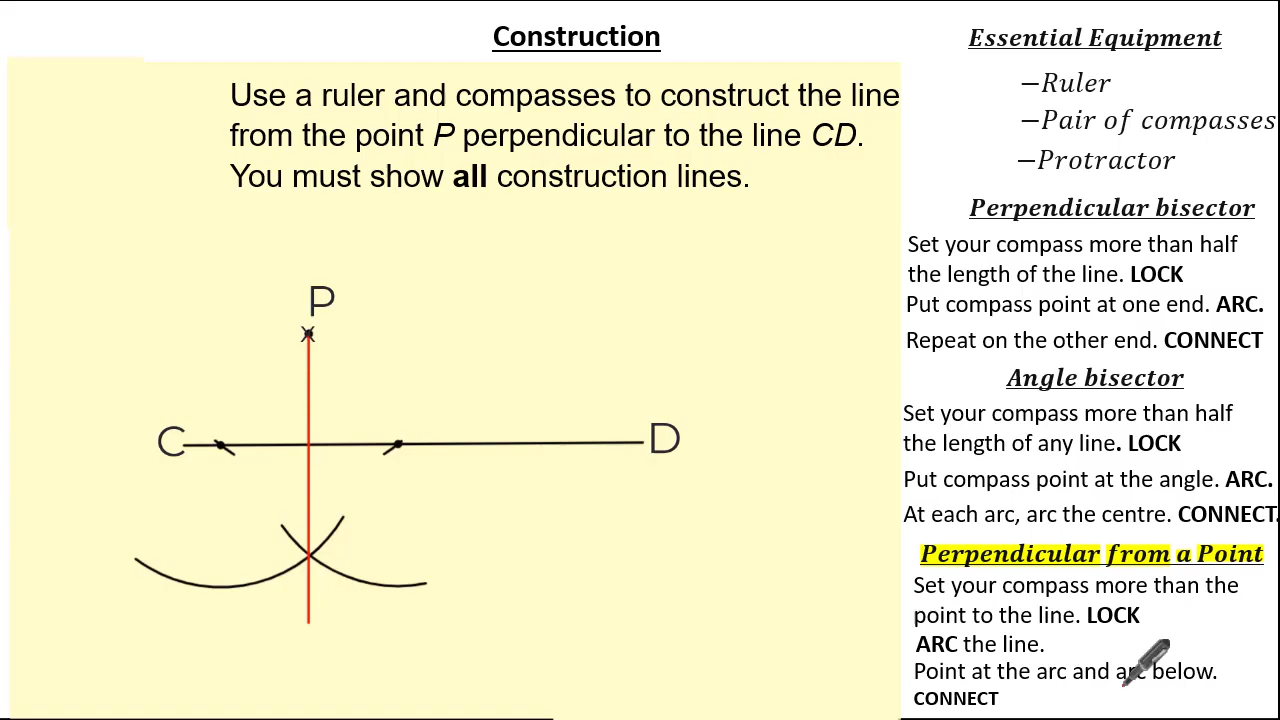 Construction
Use a ruler and compasses to construct the line
from the point P perpendicular to the line CD.
You must show all construction lines.
P
C
D
Essential Equipment
−Ruler
−Pair of compasses
−Protractor
Perpendicular bisector
Set your compass more than half
the length of the line. LOCK
Put compass point at one end. ARC.
Repeat on the other end. CONNECT
Angle bisector
Set your compass more than half
the length of any line. LOCK
Put compass point at the angle. ARC.
At each arc, arc the centre. CONNECT.
Perpendicular from a Point
Set your compass more than the
point to the line. LOCK
ARC the line.
Point at the arc and arc below.
CONNECT